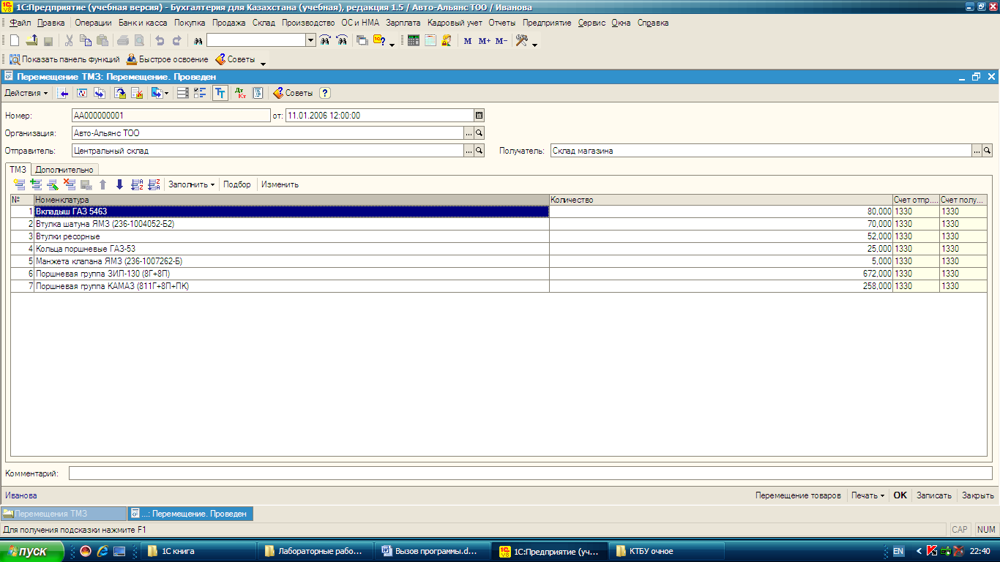 1С:Предприятие (учебная версия) - Бухгалтерия для Казахстана (учебная), редакция 1.5 / Авто-Альянс ТОО / Иванова
Файл Правка Операции Банк и касса Покупка Продажа Склад Производство ОС и НМА Зарплата Кадровый учет Отчеты Предприятие Сервис Окна Справка
M M+ M-
Показать панель функций Быстрое освоение Советы
Перемещение ТМЗ: Перемещение. Проведен
Действия Советы
Номер: АА000000001 от: 11.01.2006 12:00:00
Организация: Авто-Альянс ТОО
Отправитель: Центральный склад Получатель: Склад магазина
ТМЗ Дополнительно
Заполнить Подбор Изменить
№ Номенклатура Количество Счет отпр.... Счет полу...
1 Вкладыш ГАЗ 5463 80,000 1330 1330
2 Втулка шатуна ЯМЗ (236-1004052-Б2) 70,000 1330 1330
3 Втулки ресорные 52,000 1330 1330
4 Кольца поршневые ГАЗ-53 25,000 1330 1330
5 Манжета клапана ЯМЗ (236-1007262-Б) 5,000 1330 1330
6 Поршневая группа ЗИЛ-130 (8Г+8П) 672,000 1330 1330
7 Поршневая группа КАМАЗ (811Г+8П+ПК) 258,000 1330 1330
Комментарий:
Иванова Перемещение товаров Печать OK Записать Закрыть
Перемещения ТМЗ ...: Перемещение. Проведен
Для получения подсказки нажмите F1 CAP NUM
пуск 1С книга Лабораторные рабо... Вызов программы.d... 1С:Предприятие (уч... КТБУ очное EN 22:40